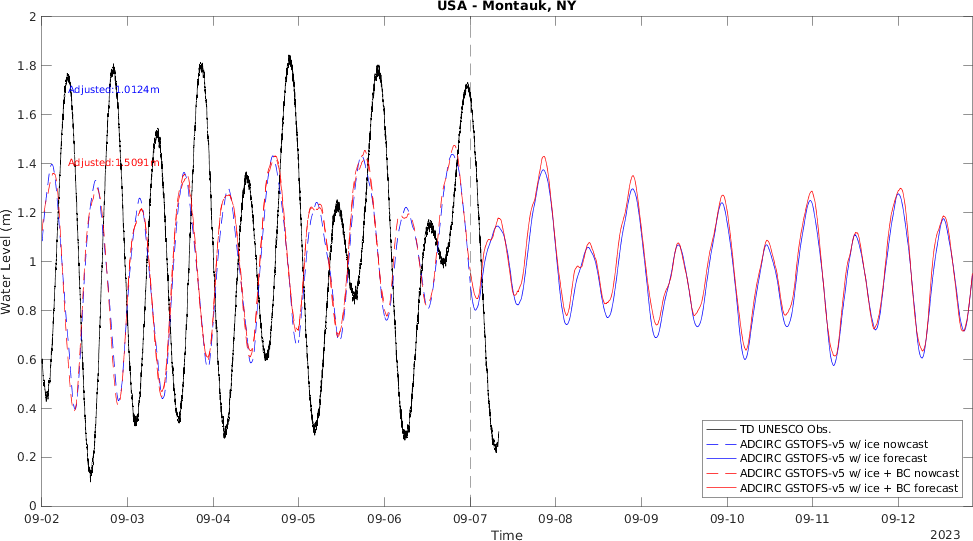 USA - Montauk, NY
2
1.8
Adjusted:1.0124m
1.6
Adjusted:1.5091m
1.4
1.2
Water Level (m)
1
0.8
0.6
0.4
0.2
0
TD UNESCO Obs.
ADCIRC GSTOFS-v5 w/ ice nowcast
ADCIRC GSTOFS-v5 w/ ice forecast
ADCIRC GSTOFS-v5 w/ ice + BC nowcast
ADCIRC GSTOFS-v5 w/ ice + BC forecast
09-02 09-03 09-04 09-05 09-06 09-07 09-08 09-09 09-10 09-11 09-12
Time
2023